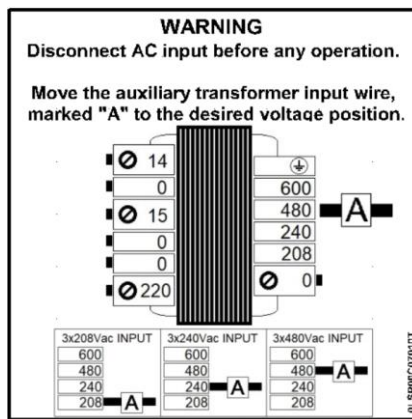 WARNING
Disconnect AC input before any operation.
Move the auxiliary transformer input wire,
marked "A" to the desired voltage position.
14
0
15
0
0
220
600
480
240
208
0
A
3x208Vac INPUT
600
480
240
208
A
3x240Vac INPUT
600
480
240
208
A
3x480Vac INPUT
600
480
240
208
A